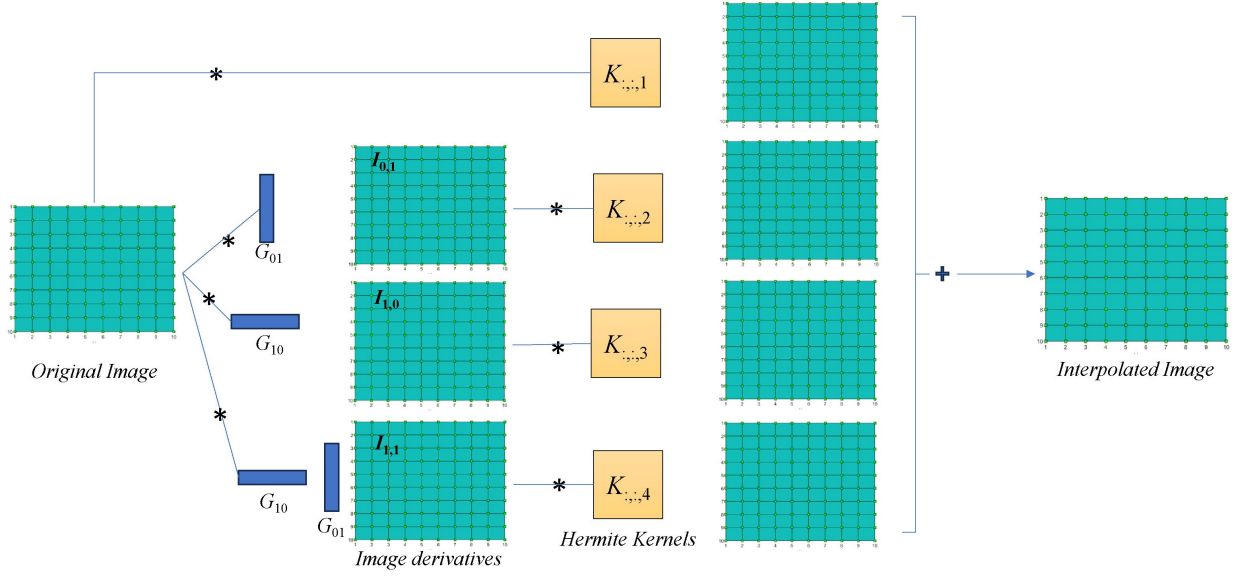 *
K:,:,1
I0,1
*
K:,:,2
*
G01
I1,0
*
G10
*
K:,:,3
Original Image
Interpolated Image
*
I1,1
*
K:,:,4
G10
G01
Hermite Kernels
Image derivatives
+